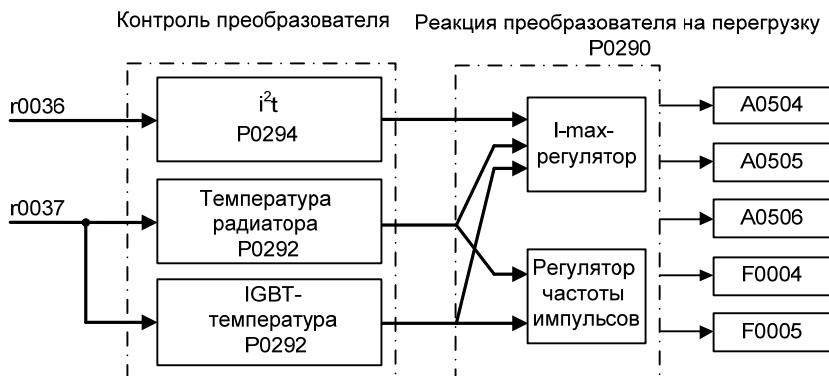 Контроль преобразователя
Реакция преобразователя на перегрузку
P0290
r0036
i²t
P0294
r0037
Температура
радиатора
P0292
IGBT-
температура
P0292
I-max-
регулятор
Регулятор
частоты
импульсов
A0504
A0505
A0506
F0004
F0005